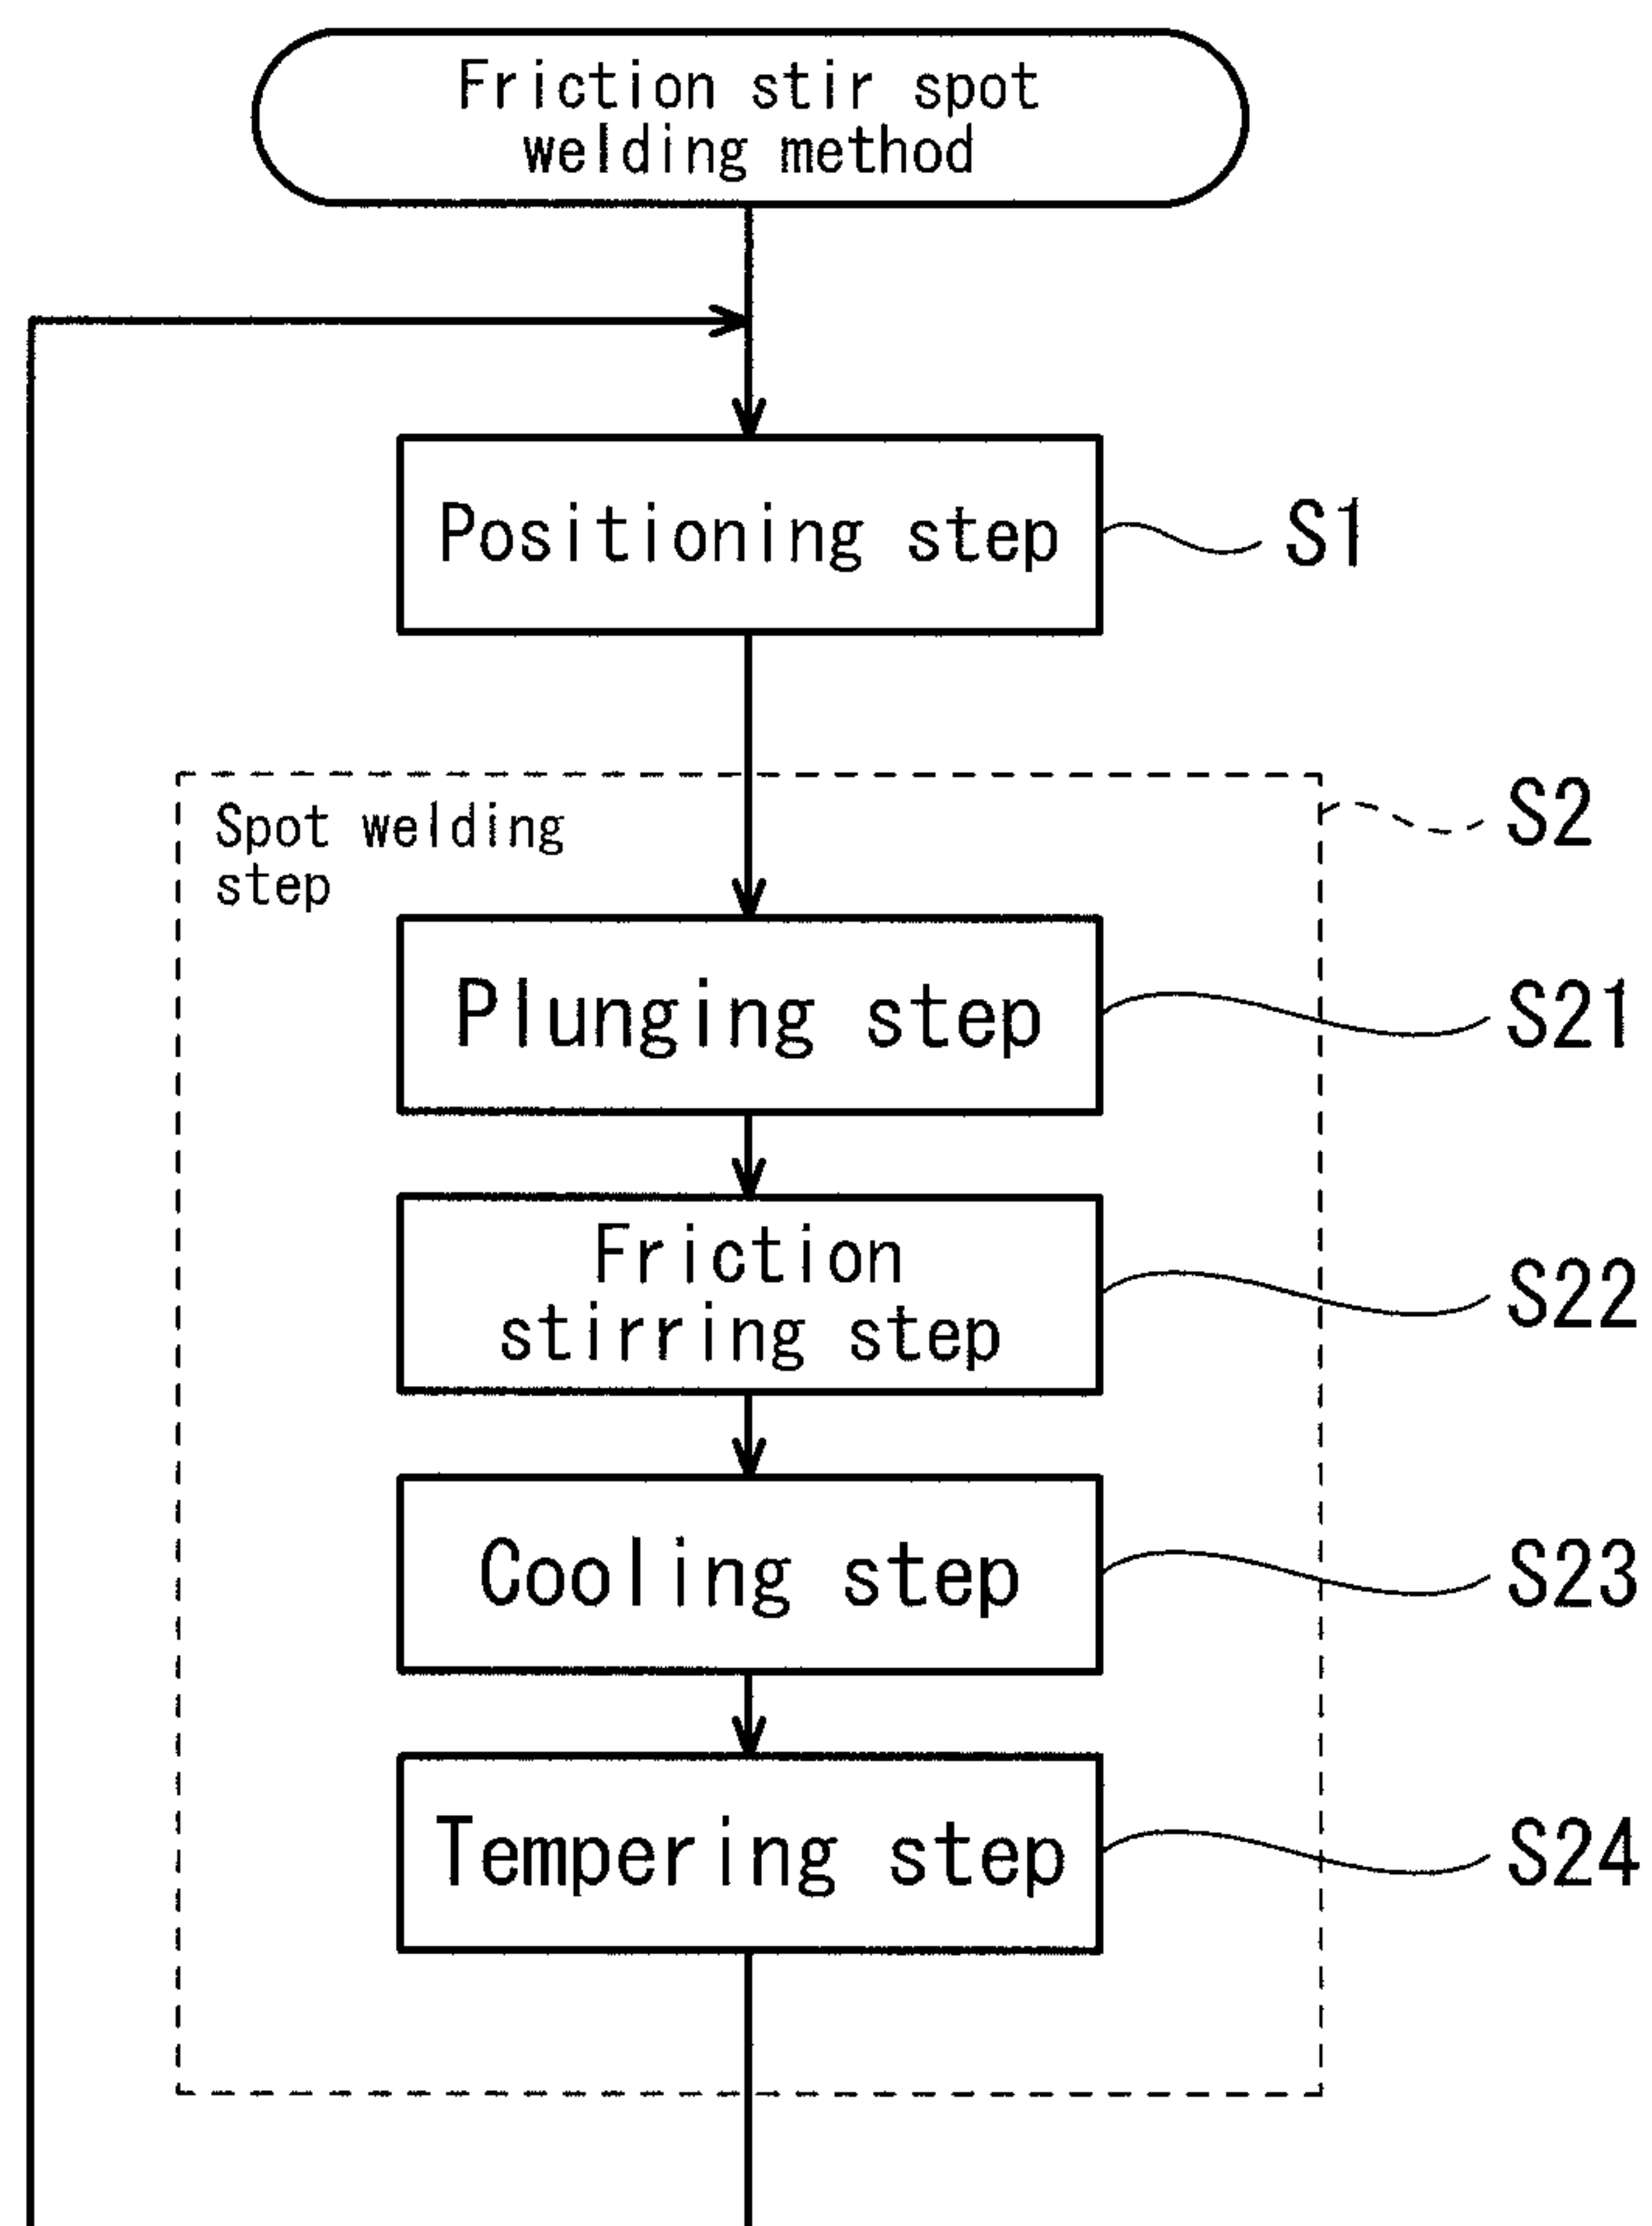 Friction stir spot
welding method
Positioning step
S1
Spot welding
step
S2
Plunging step
S21
Friction
stirring step
S22
Cooling step
S23
Tempering step
S24